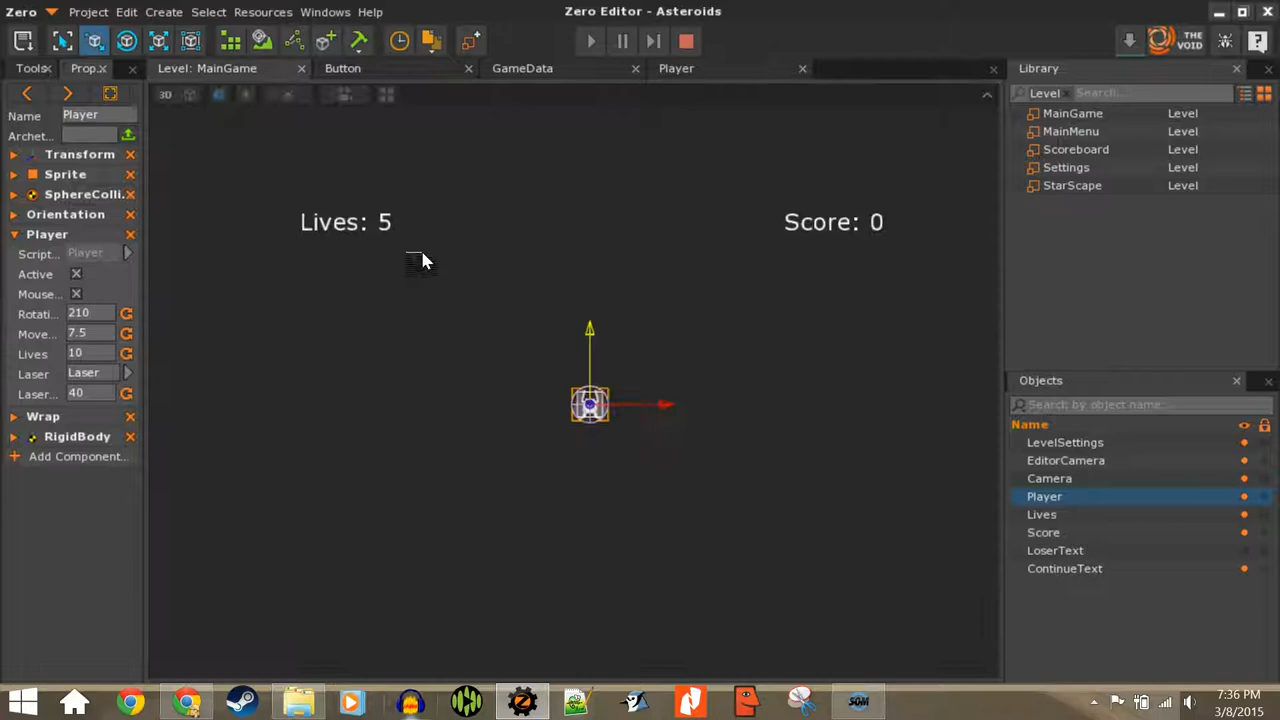 Zero Project Edit Create Select Resources Windows Help Zero Editor - Asteroids
THE VOID
Tools Prop. Level: MainGame Button GameData Player Library
3D Level Search...
Name Player
Archet...
Transform
Sprite
SphereColli.
Orientation
Player
Script... Player
Active
Mouse...
Rotati... 210
Move... 7.5
Lives 10
Laser Laser
Laser... 40
Wrap
RigidBody
Add Component...
Lives: 5 Score: 0
MainGame Level
MainMenu Level
Scoreboard Level
Settings Level
StarScape Level
Objects
Search by object name...
Name
LevelSettings
EditorCamera
Camera
Player
Lives
Score
LoserText
ContinueText
SOM
7:36 PM
3/8/2015